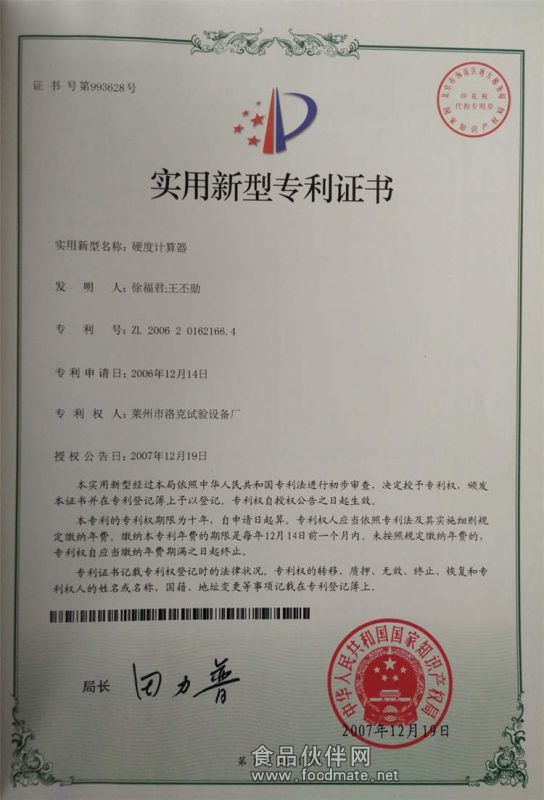 证书号第993628号
印花税
代扣专用章
国家知识产权局
实用新型专利证书
实用新型名称：硬度计算器
发明人：徐福君;王丕勋
专利号：ZL 2006 2 0162166.4
专利申请日：2006年12月14日
专利权人：莱州市洛克试验设备厂
授权公告日：2007年12月19日
本实用新型经过本局依照中华人民共和国专利法进行初步审查，决定授予专利权，颁发
本证书并在专利登记簿上予以登记。专利权自授权公告之日起生效。
本专利的专利权期限为十年，自申请日起算。专利权人应当依照专利法及其实施细则规
定缴纳年费。缴纳本专利年费的期限是每年12月14日前一个月内。未按照规定缴纳年费的，
专利权自应当缴纳年费期满之日起终止。
专利证书记载专利权登记时的法律状况。专利权的转移、质押、无效、终止、恢复和专
利权人的姓名或名称、国籍、地址变更等事项记载在专利登记簿上。
局长 田力普
中华人民共和国国家知识产权局
2007年12月19日
第
食品伙伴网
www.foodmate.net